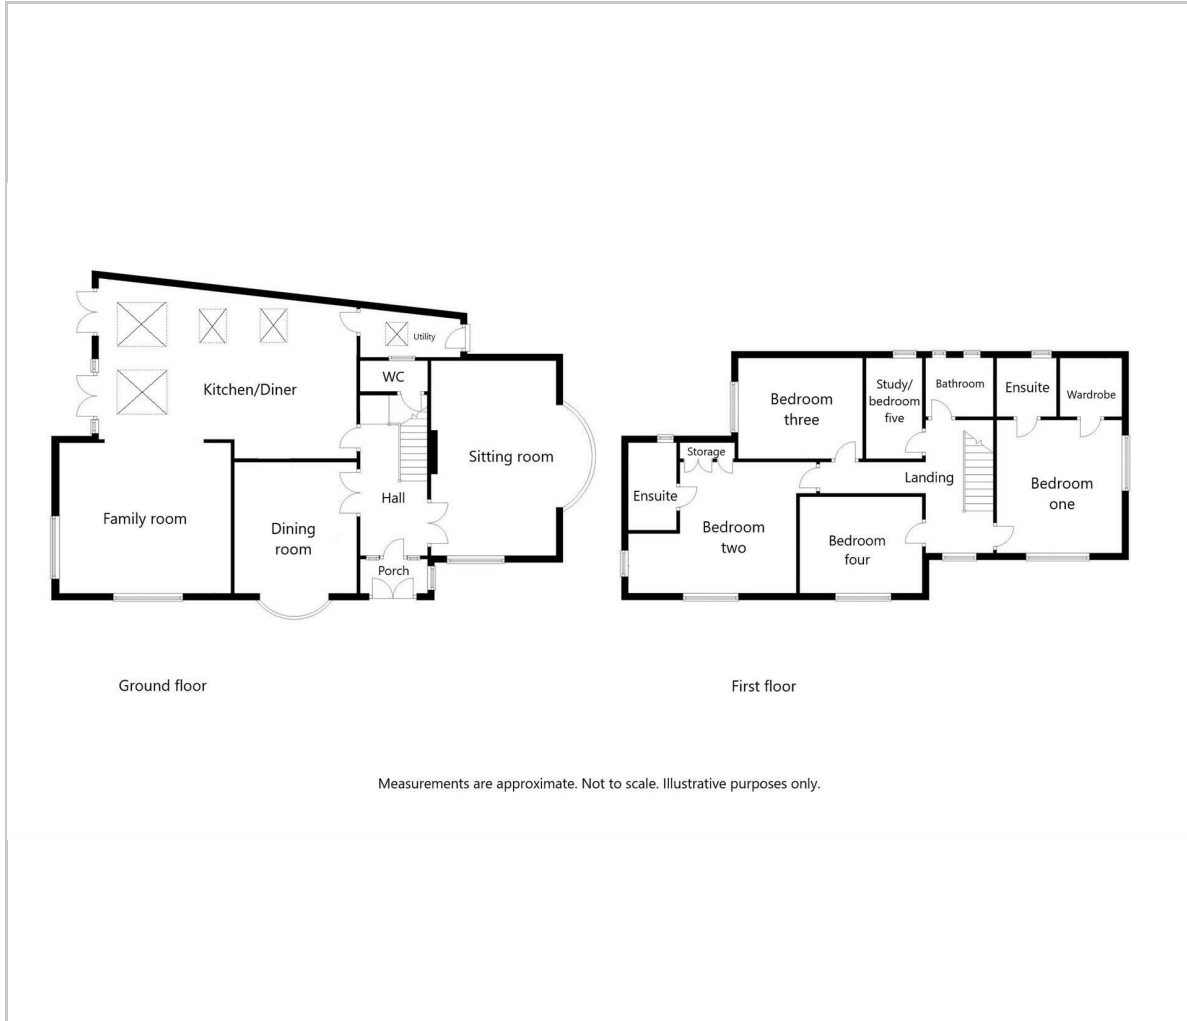 Utility
WC
Kitchen/Diner
Sitting room
Hall
Family room
Dining
room
Porch
Ground floor
Bedroom
three
Study/
bedroom
five
Bathroom
Ensuite
Wardrobe
Storage
Ensuite
Landing
Bedroom
one
Bedroom
two
Bedroom
four
First floor
Measurements are approximate. Not to scale. Illustrative purposes only.